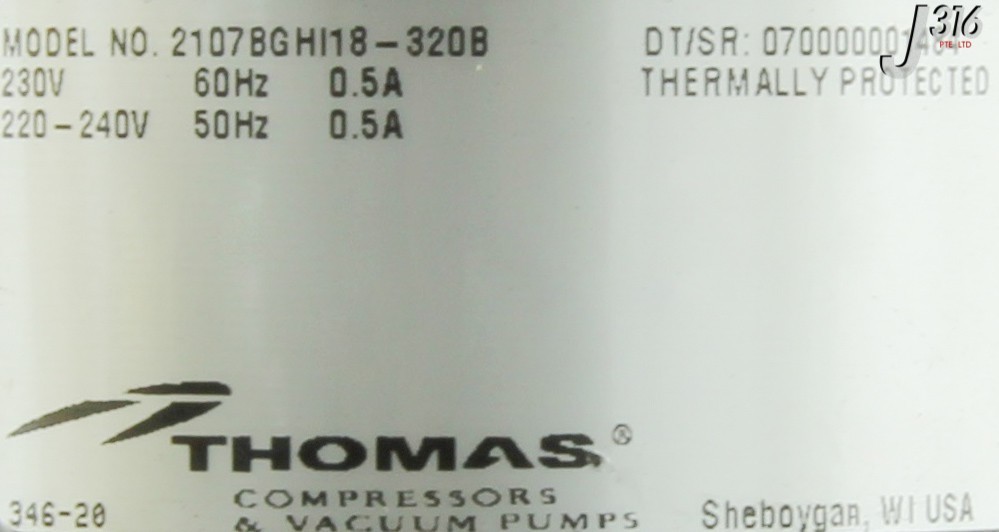 MODEL NO. 2107BGHI18-320B
DT/SR:
J316
PTE LTD
230V 60Hz 0.5A
THERMALLY PROTECTED
220-240V 50Hz 0.5A
THOMAS®
COMPRESSORS
& VACUUM PUMPS
346-20
Sheboygan, WI USA